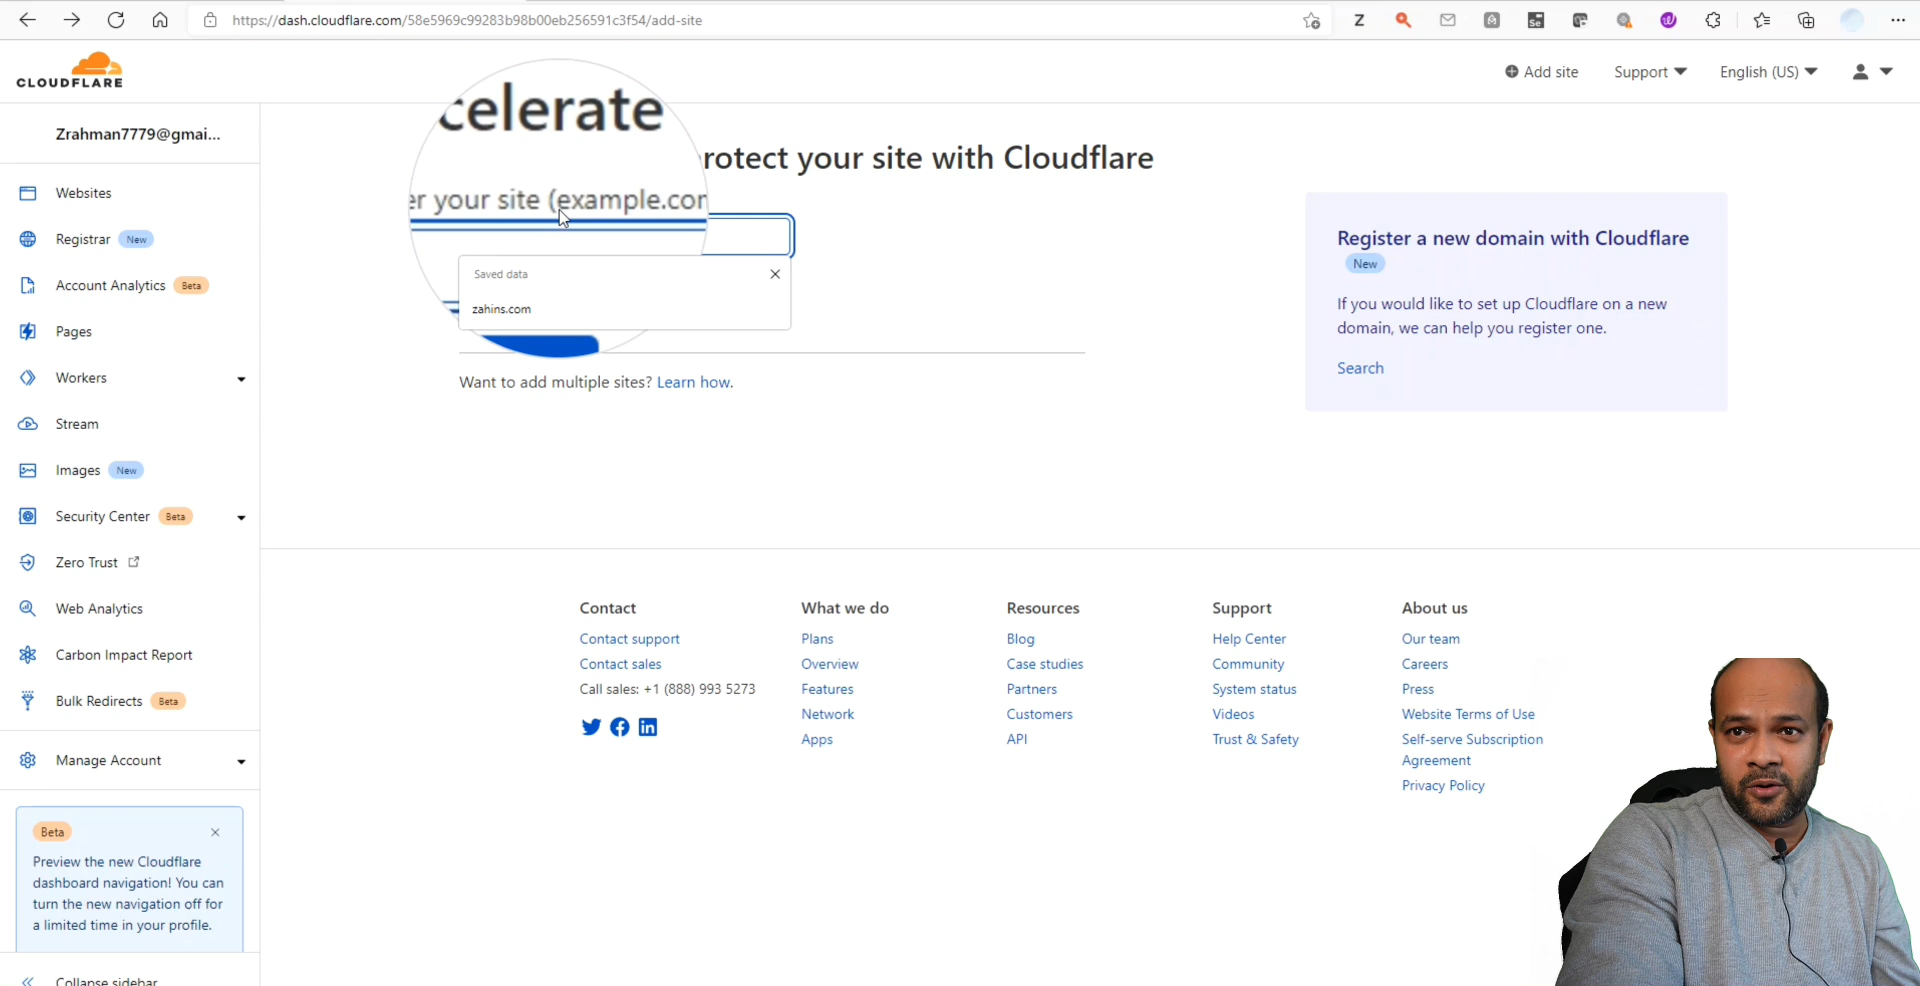 https://dash.cloudflare.com/58e5969c99283b98b00eb256591c3f54/add-site
CLOUDFLARE
Add site
Support
English (US)
Zrahman7779@gmai...
Websites
Registrar New
Account Analytics Beta
Pages
Workers
Stream
Images New
Security Center Beta
Zero Trust
Web Analytics
Carbon Impact Report
Bulk Redirects Beta
Manage Account
Beta
Preview the new Cloudflare
dashboard navigation! You can
turn the new navigation off for
a limited time in your profile.
Collapse sidebar
celerate
rotect your site with Cloudflare
er your site (example.com
Saved data
zahins.com
Want to add multiple sites? Learn how.
Register a new domain with Cloudflare
New
If you would like to set up Cloudflare on a new
domain, we can help you register one.
Search
Contact
Contact support
Contact sales
Call sales: +1 (888) 993 5273
What we do
Plans
Overview
Features
Network
Apps
Resources
Blog
Case studies
Partners
Customers
API
Support
Help Center
Community
System status
Videos
Trust & Safety
About us
Our team
Careers
Press
Website Terms of Use
Self-serve Subscription
Agreement
Privacy Policy